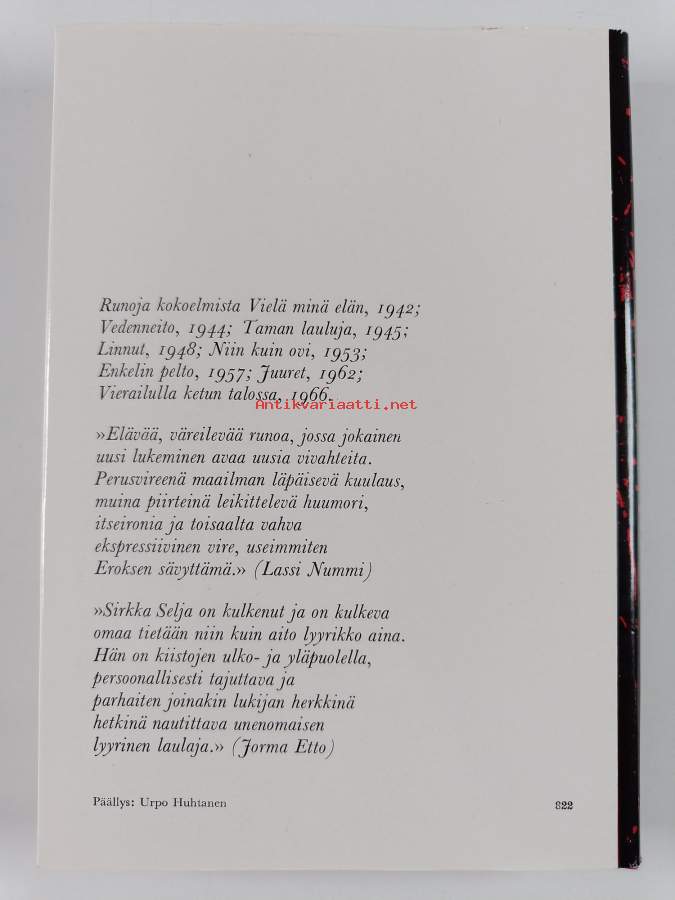 Runoja kokoelmista Vielä minä elän, 1942;
Vedenneito, 1944; Taman lauluja, 1945;
Linnut, 1948; Niin kuin ovi, 1953;
Enkelin pelto, 1957; Juuret, 1962;
Vierailulla ketun talossa, 1966.
Antikvariaatti.net
»Elävää, väreilevää runoa, jossa jokainen
uusi lukeminen avaa uusia vivahteita.
Perusvireenä maailman läpäisevä kuulaus,
muina piirteinä leikittelevä huumori,
itseironia ja toisaalta vahva
ekspressiivinen vire, useimmiten
Eroksen sävyttämä.» (Lassi Nummi)
»Sirkka Selja on kulkenut ja on kulkeva
omaa tietään niin kuin aito lyyrikko aina.
Hän on kiistojen ulko- ja yläpuolella,
persoonallisesti tajuttava ja
parhaiten joinakin lukijan herkkinä
hetkinä nautittava unenomaisen
lyyrinen laulaja.» (Jorma Etto)
Päällys: Urpo Huhtanen
822